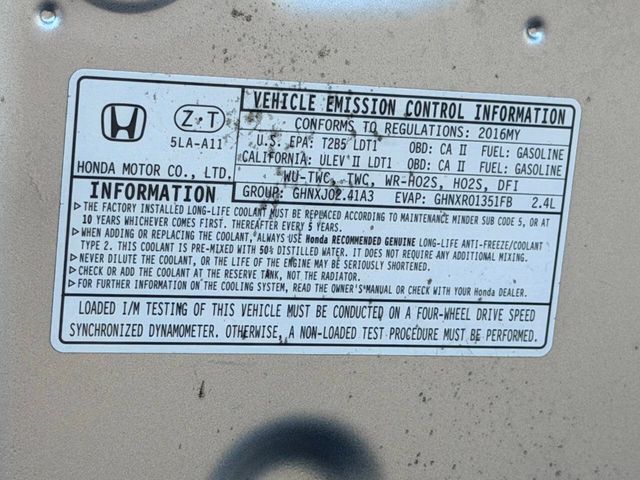 VEHICLE EMISSION CONTROL INFORMATION
Z·T
5LA-A11
HONDA MOTOR CO., LTD.
CONFORMS TO REGULATIONS: 2016MY
U.S. EPA: T2B5 LDT1 OBD: CA II FUEL: GASOLINE
CALIFORNIA: ULEV II LDT1 OBD: CA II FUEL: GASOLINE
WU-TWC, TWC, WR-HO2S, HO2S, DFI
GROUP: GHNXJ02.41A3 EVAP: GHNXR01351FB 2.4L
INFORMATION
THE FACTORY INSTALLED LONG-LIFE COOLANT MUST BE REPLACED ACCORDING TO MAINTENANCE MINDER SUB CODE 5, OR AT
10 YEARS WHICHEVER COMES FIRST. THEREAFTER EVERY 5 YEARS.
WHEN ADDING OR REPLACING THE COOLANT, ALWAYS USE Honda RECOMMENDED GENUINE LONG-LIFE ANTI-FREEZE/COOLANT
TYPE 2. THIS COOLANT IS PRE-MIXED WITH 50% DISTILLED WATER. IT DOES NOT REQUIRE ANY ADDITIONAL MIXING.
NEVER DILUTE THE COOLANT, OR THE LIFE OF THE ENGINE MAY BE SERIOUSLY SHORTENED.
CHECK OR ADD THE COOLANT AT THE RESERVE TANK, NOT THE RADIATOR.
FOR FURTHER INFORMATION ON THE COOLING SYSTEM, READ THE OWNER'S MANUAL OR CHECK WITH YOUR Honda DEALER.
LOADED I/M TESTING OF THIS VEHICLE MUST BE CONDUCTED ON A FOUR-WHEEL DRIVE SPEED
SYNCHRONIZED DYNAMOMETER. OTHERWISE, A NON-LOADED TEST PROCEDURE MUST BE PERFORMED.